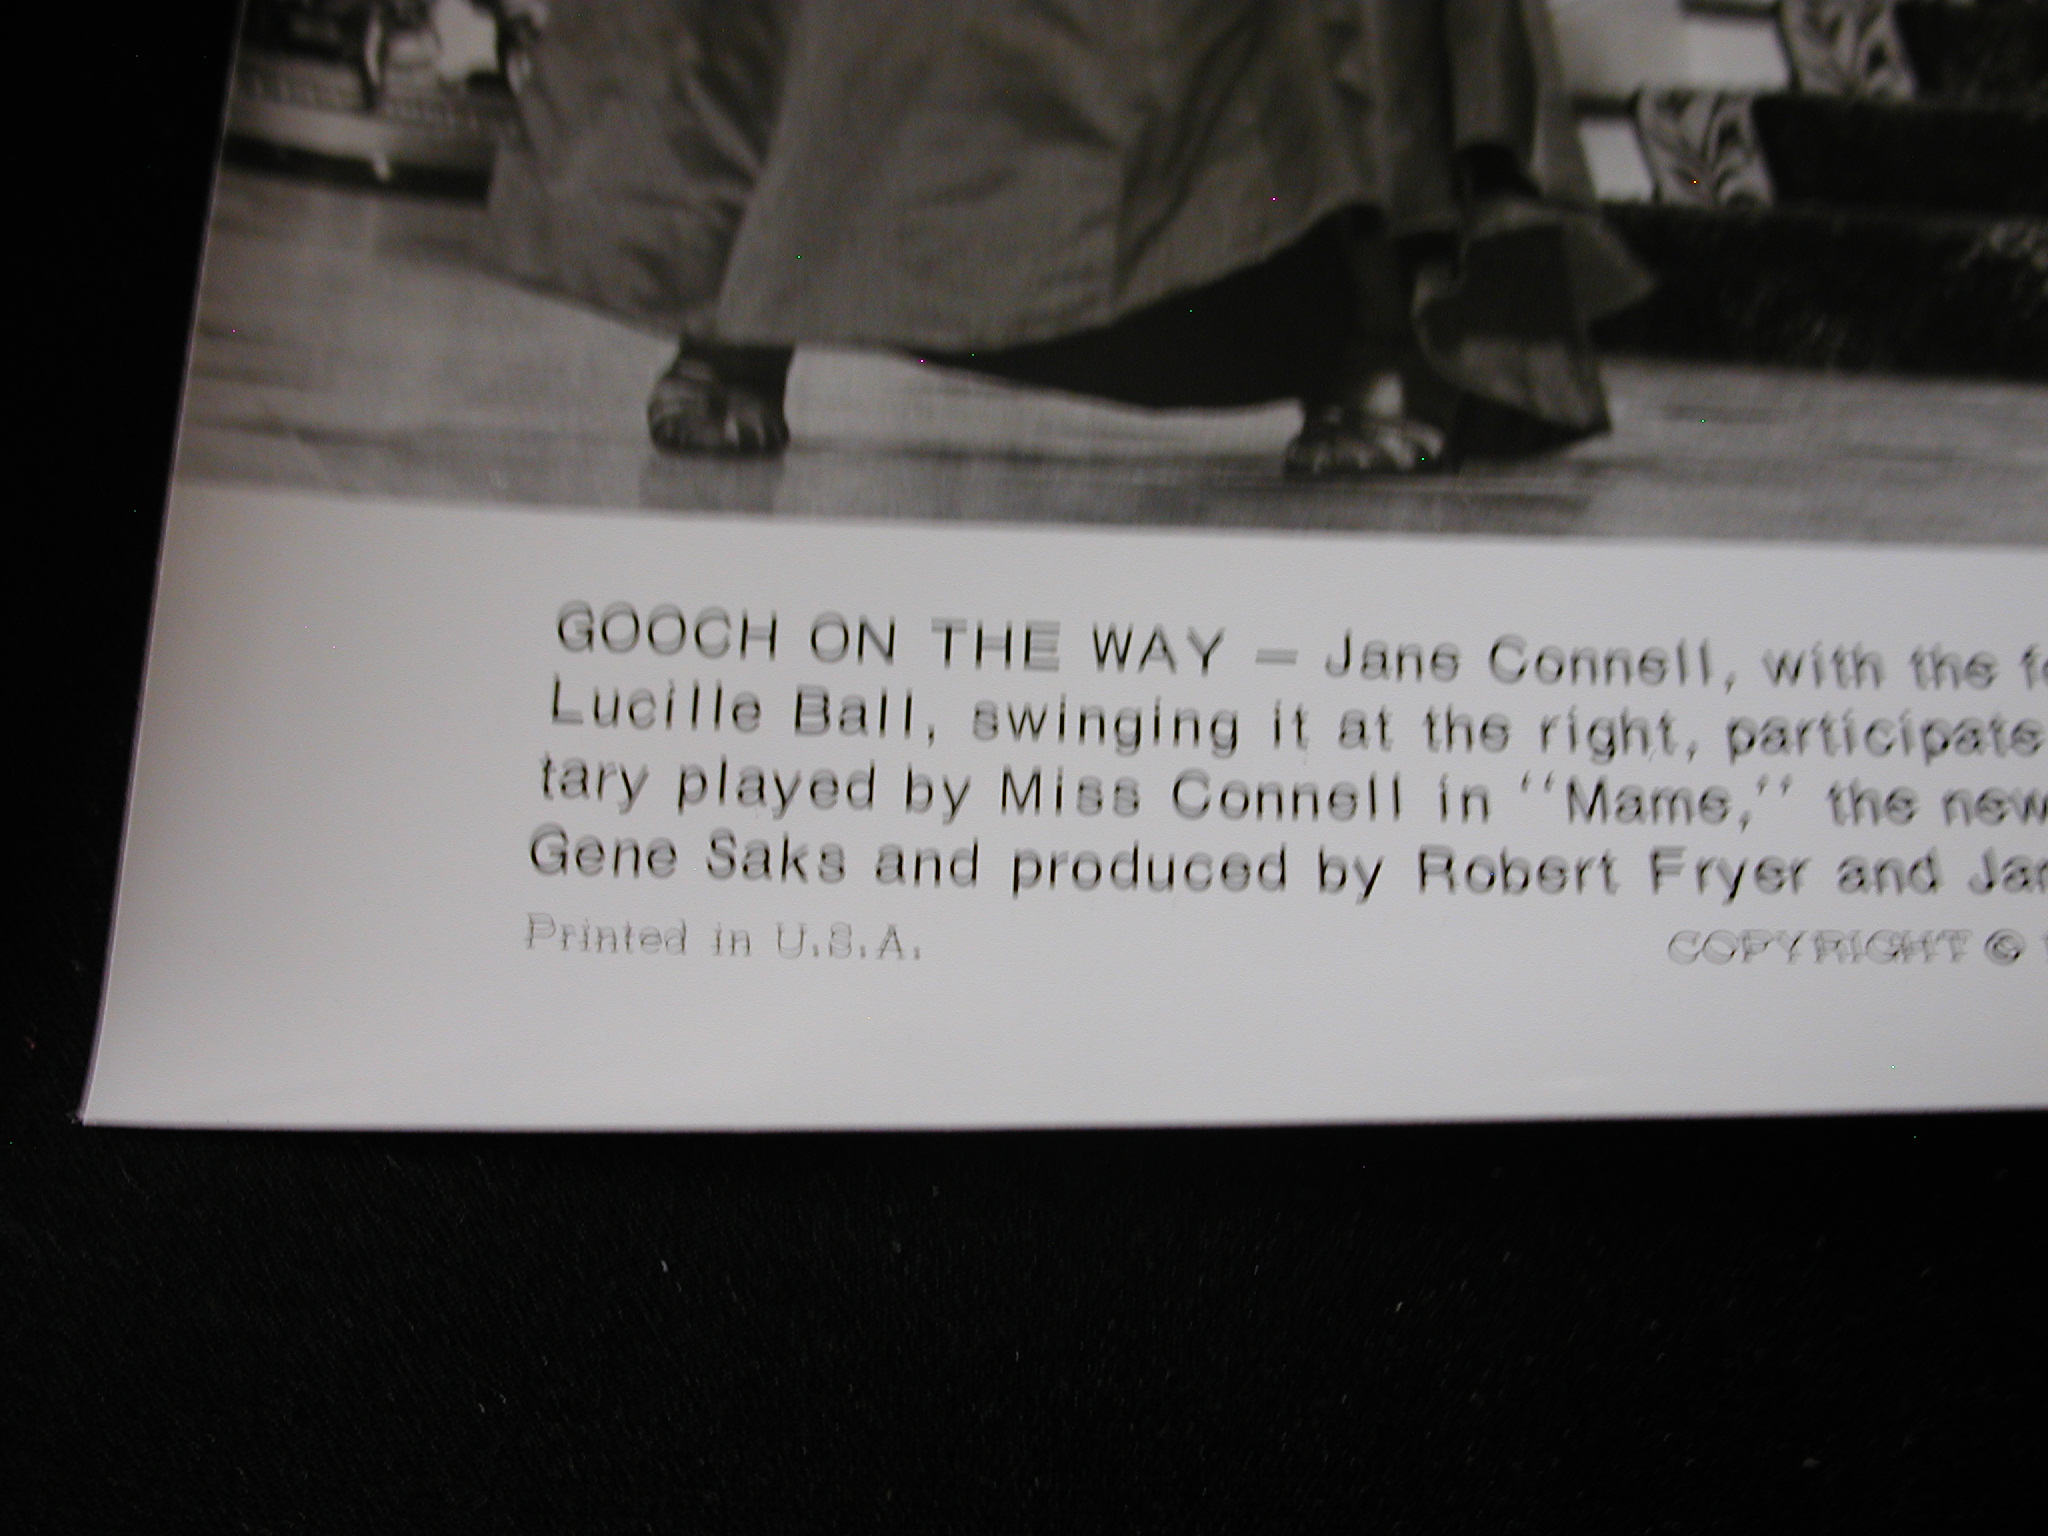 GOOCH ON THE WAY — Jane Connell, with the
Lucille Ball, swinging it at the right, participate
tary played by Miss Connell in "Mame," the new
Gene Saks and produced by Robert Fryer and Jam
Printed in U.S.A. COPYRIGHT ©